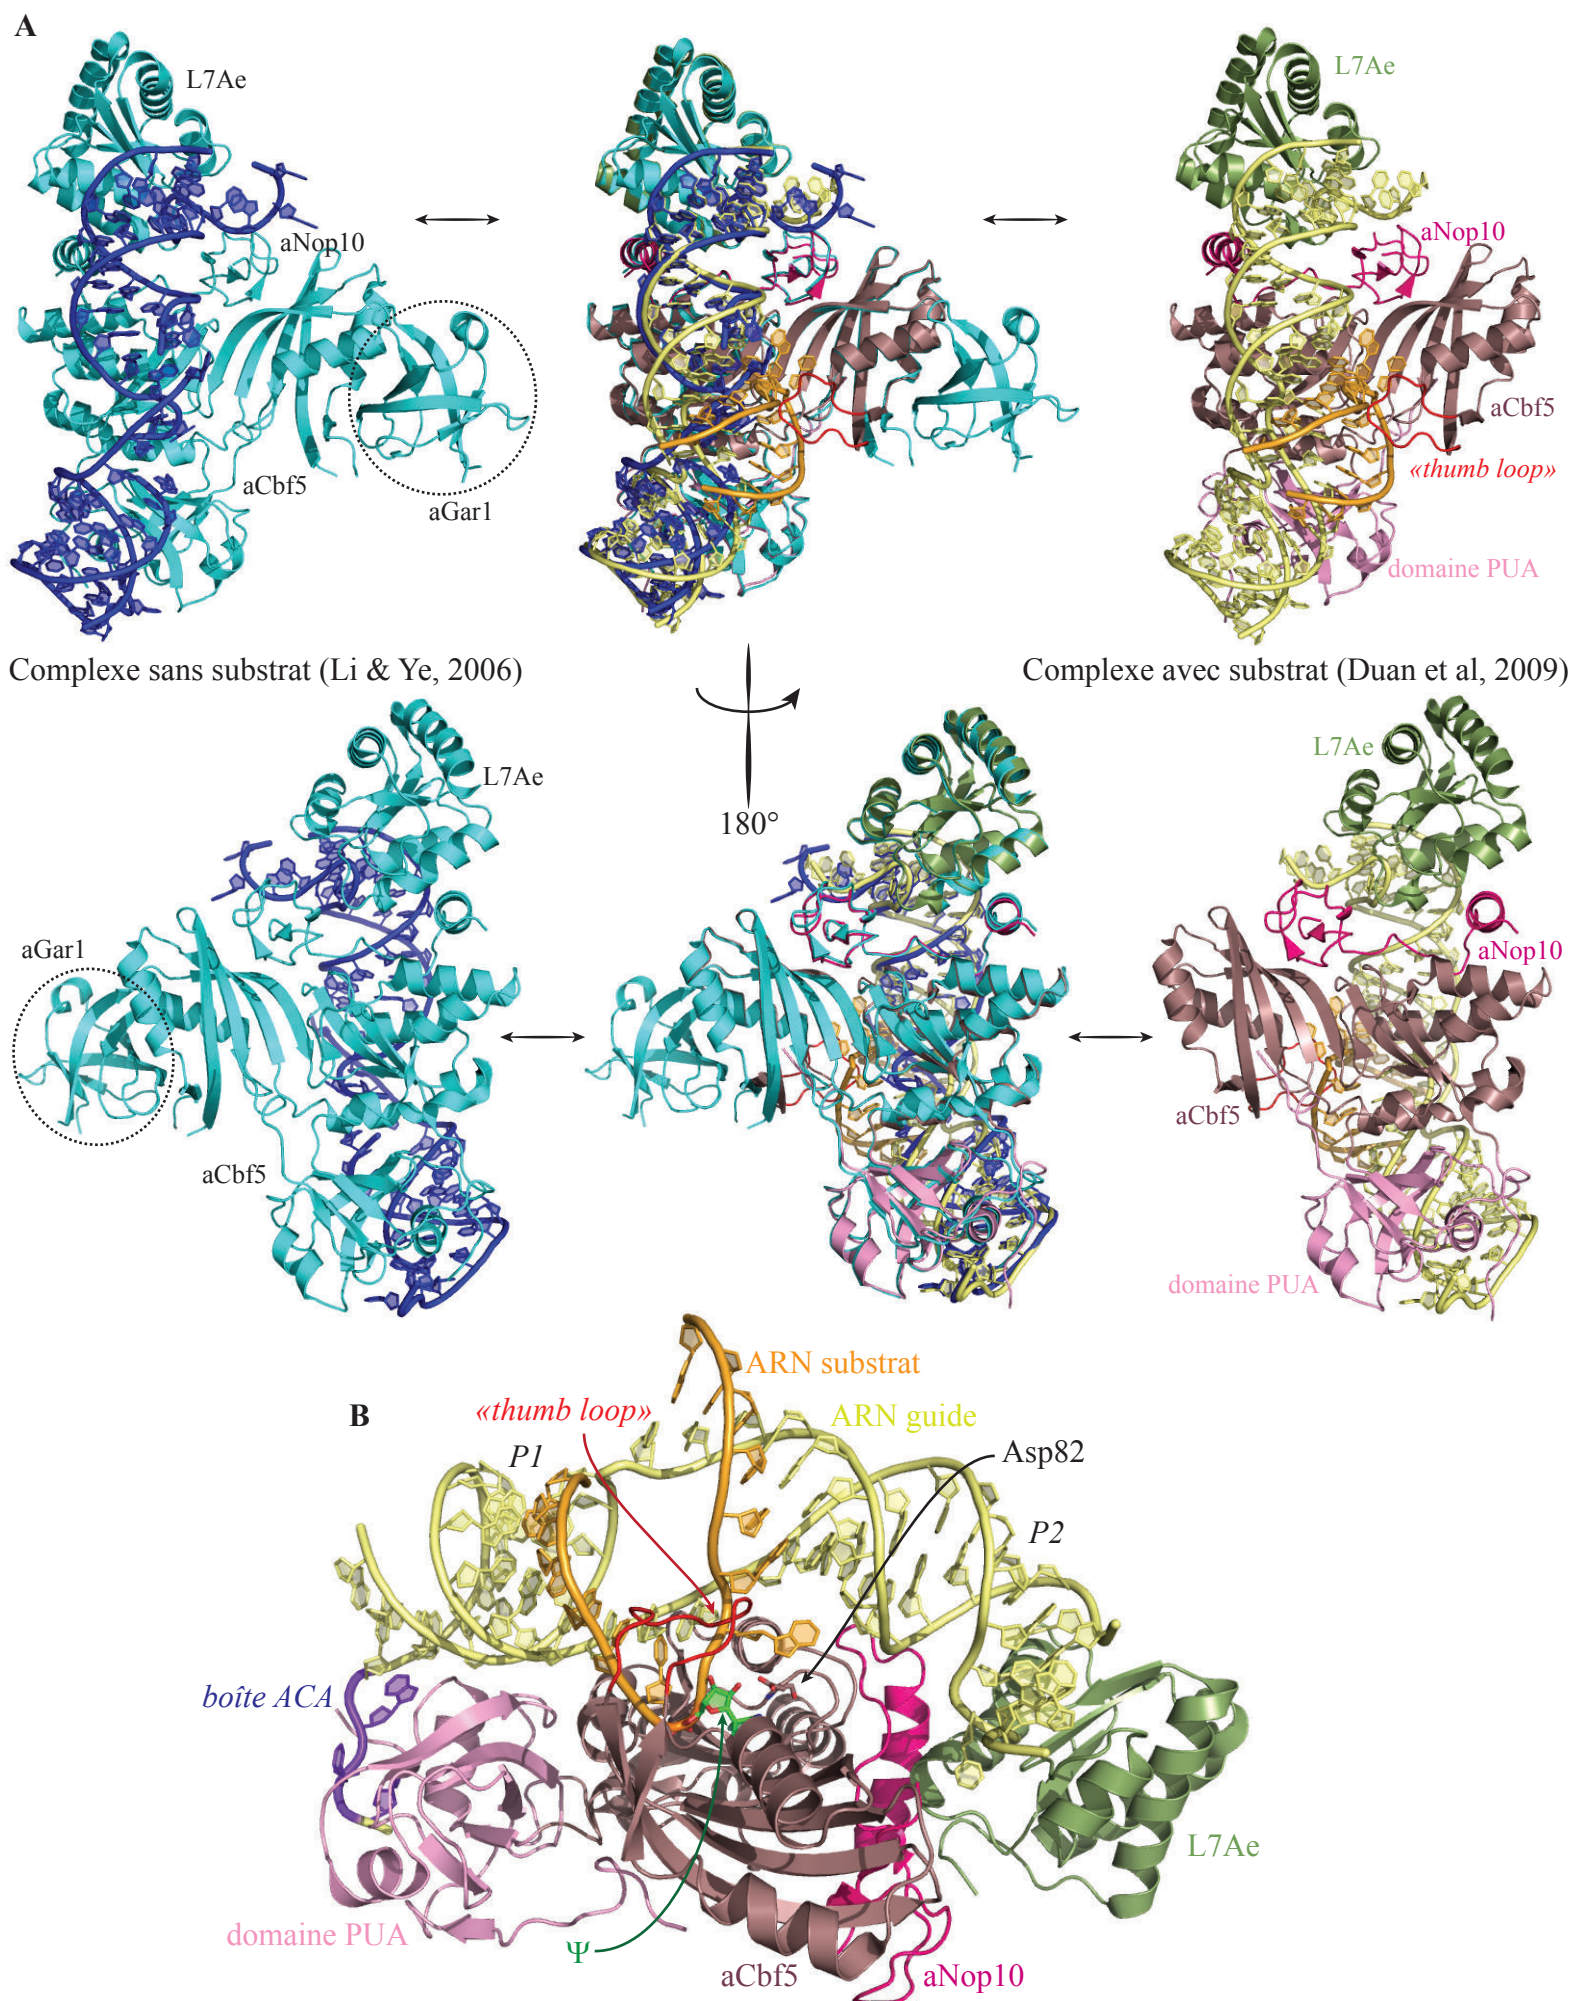 A
L7Ae
L7Ae
aNop10
aNop10
aCbf5
aCbf5
«thumb loop»
aGar1
domaine PUA
Complexe sans substrat (Li & Ye, 2006)
Complexe avec substrat (Duan et al, 2009)
L7Ae
L7Ae
180°
aGar1
aNop10
aCbf5
aCbf5
domaine PUA
ARN substrat
B
«thumb loop»
ARN guide
P1
Asp82
P2
boîte ACA
L7Ae
domaine PUA
Ψ
aCbf5
aNop10